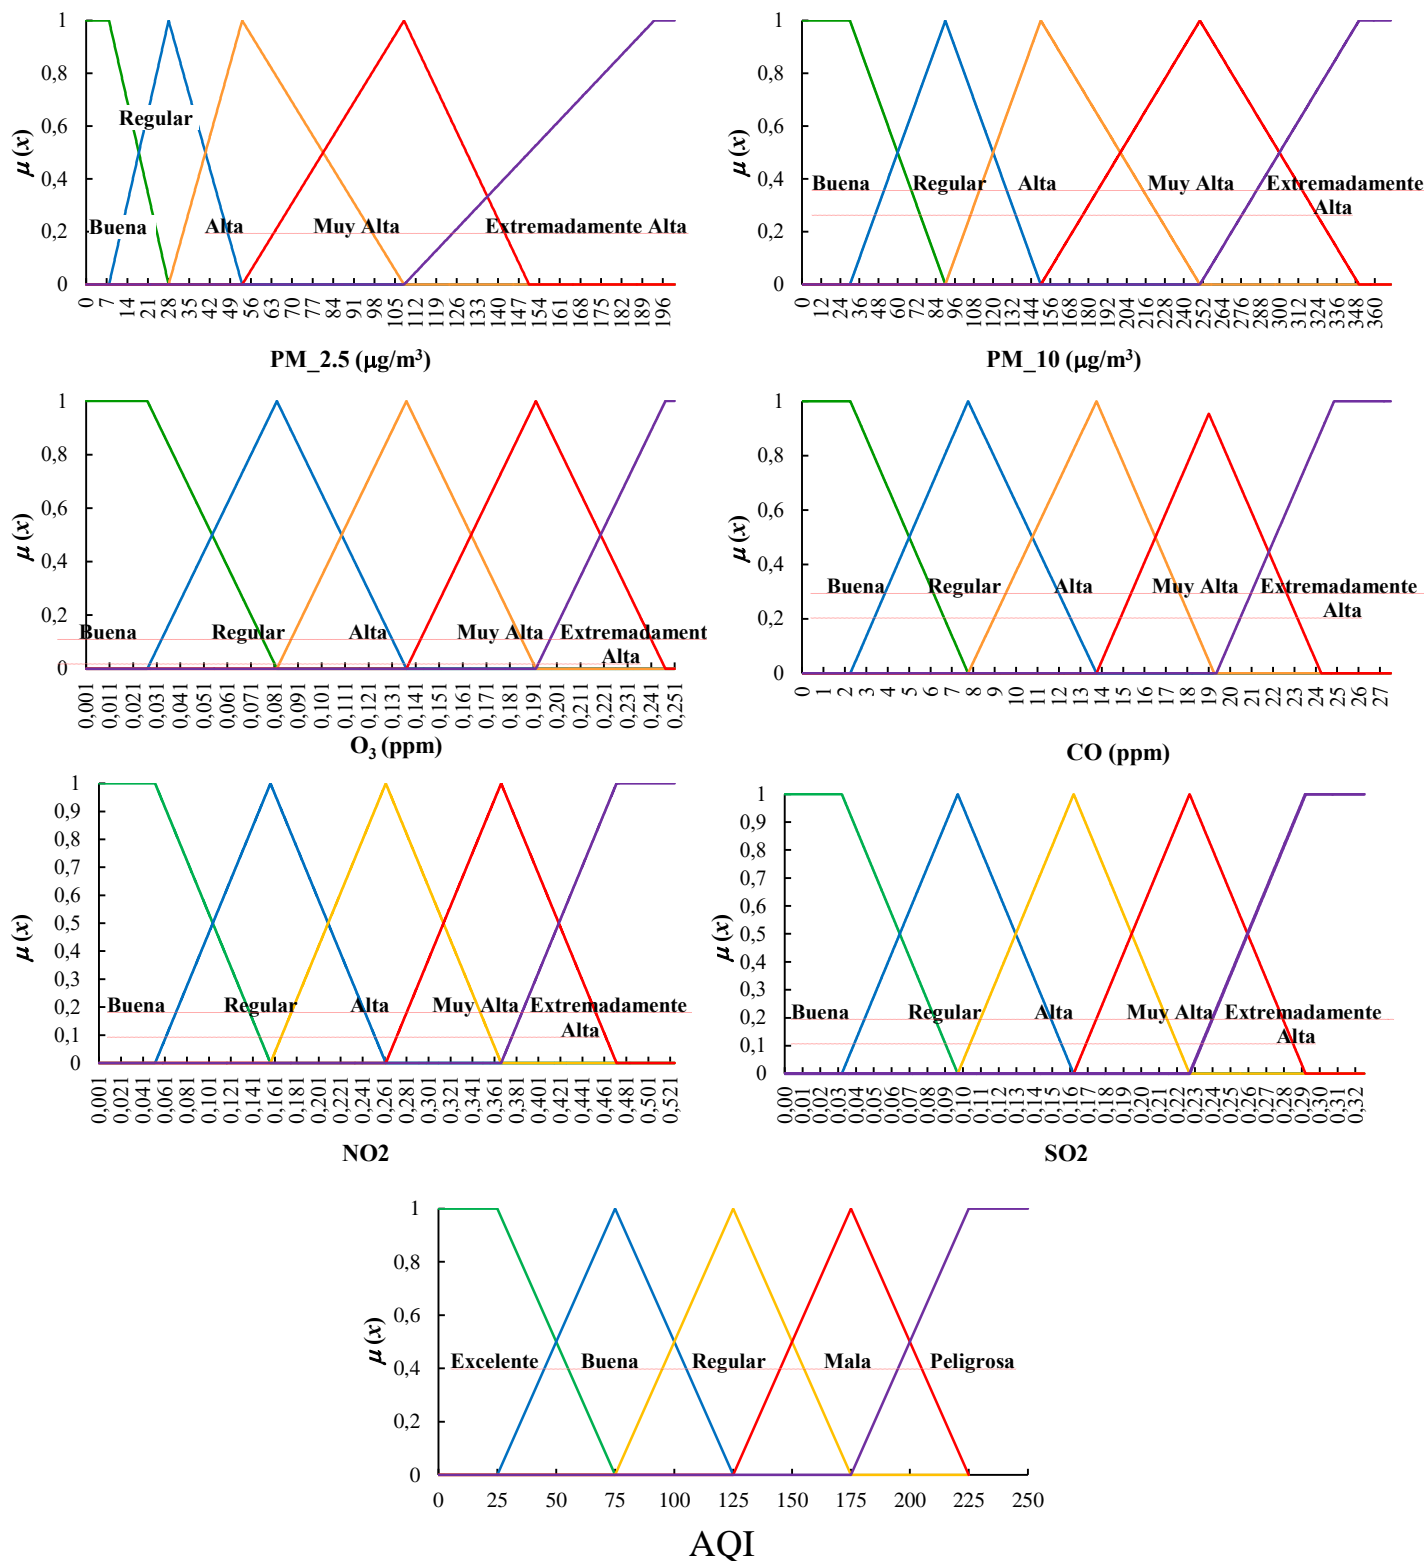 1
0,8
0,6
0,4
0,2
0
μ (x)
Regular
Buena
Alta
Muy Alta
Extremadamente Alta
0 7 14 21 28 35 42 49 56 63 70 77 84 91 98 105 112 119 126 133 140 147 154 161 168 175 182 189 196
PM_2.5 (μg/m³)
1
0,8
0,6
0,4
0,2
0
μ (x)
Buena
Regular
Alta
Muy Alta
Extremadamente
Alta
0 12 24 36 48 60 72 84 96 108 120 132 144 156 168 180 192 204 216 228 240 252 264 276 288 300 312 324 336 348 360
PM_10 (μg/m³)
1
0,8
0,6
0,4
0,2
0
μ (x)
Buena
Regular
Alta
Muy Alta
Extremadament
Alta
0,001 0,011 0,021 0,031 0,041 0,051 0,061 0,071 0,081 0,091 0,101 0,111 0,121 0,131 0,141 0,151 0,161 0,171 0,181 0,191 0,201 0,211 0,221 0,231 0,241 0,251
O₃ (ppm)
1
0,8
0,6
0,4
0,2
0
μ (x)
Buena
Regular
Alta
Muy Alta
Extremadamente
Alta
0 1 2 3 4 5 6 7 8 9 10 11 12 13 14 15 16 17 18 19 20 21 22 23 24 25 26 27
CO (ppm)
1
0,9
0,8
0,7
0,6
0,5
0,4
0,3
0,2
0,1
0
μ (x)
Buena
Regular
Alta
Muy Alta
Extremadamente
Alta
0,001 0,021 0,041 0,061 0,081 0,101 0,121 0,141 0,161 0,181 0,201 0,221 0,241 0,261 0,281 0,301 0,321 0,341 0,361 0,381 0,401 0,421 0,441 0,461 0,481 0,501 0,521
NO2
1
0,9
0,8
0,7
0,6
0,5
0,4
0,3
0,2
0,1
0
μ (x)
Buena
Regular
Alta
Muy Alta
Extremadamente
Alta
0,00 0,01 0,02 0,03 0,04 0,05 0,06 0,07 0,08 0,09 0,10 0,11 0,12 0,13 0,14 0,15 0,16 0,17 0,18 0,19 0,20 0,21 0,22 0,23 0,24 0,25 0,26 0,27 0,28 0,29 0,30 0,31 0,32
SO2
1
0,8
0,6
0,4
0,2
0
μ (x)
Excelente
Buena
Regular
Mala
Peligrosa
0 25 50 75 100 125 150 175 200 225 250
AQI